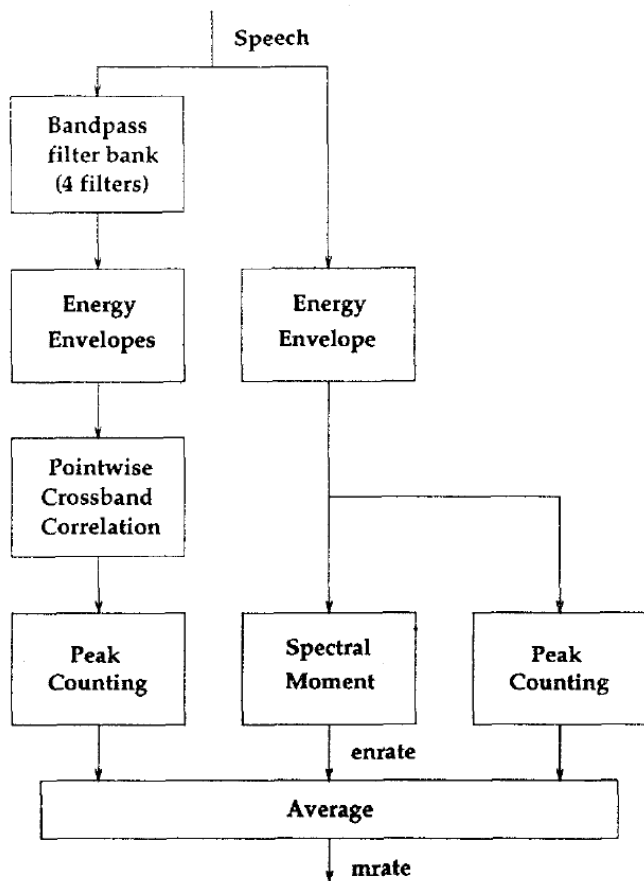 Speech
Bandpass
filter bank
(4 filters)
Energy
Envelopes
Energy
Envelope
Pointwise
Crossband
Correlation
Peak
Counting
Spectral
Moment
Peak
Counting
enrate
Average
mrate